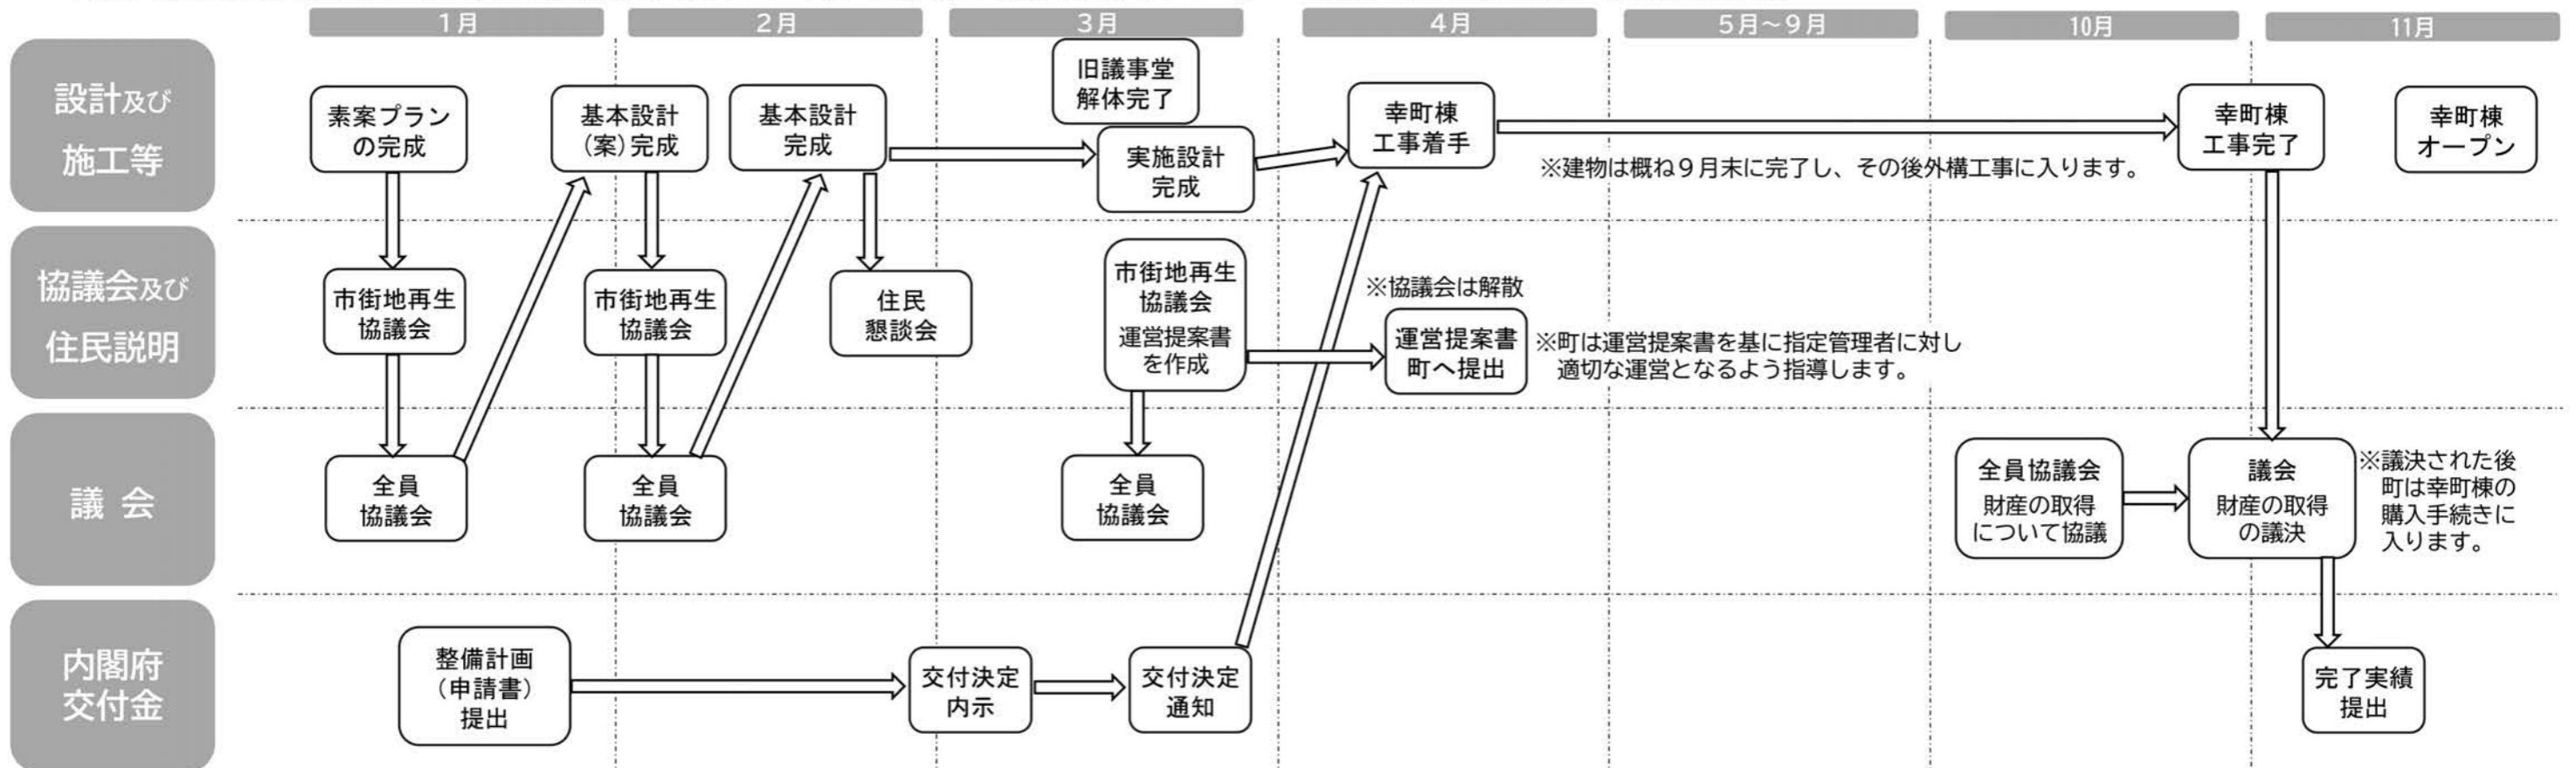 1月
2月
3月
4月
5月～9月
10月
11月
設計及び
施工等
素案プラン
の完成
基本設計
（案）完成
基本設計
完成
旧議事堂
解体完了
実施設計
完成
幸町棟
工事着手
※建物は概ね９月末に完了し、その後外構工事に入ります。
幸町棟
工事完了
幸町棟
オープン
協議会及び
住民説明
市街地再生
協議会
市街地再生
協議会
住民
懇談会
市街地再生
協議会
運営提案書
を作成
※協議会は解散
運営提案書
町へ提出
※町は運営提案書を基に指定管理者に対し
適切な運営となるよう指導します。
議 会
全員
協議会
全員
協議会
全員
協議会
全員協議会
財産の取得
について協議
議会
財産の取得
の議決
※議決された後
町は幸町棟の
購入手続きに
入ります。
内閣府
交付金
整備計画
（申請書）
提出
交付決定
内示
交付決定
通知
完了実績
提出